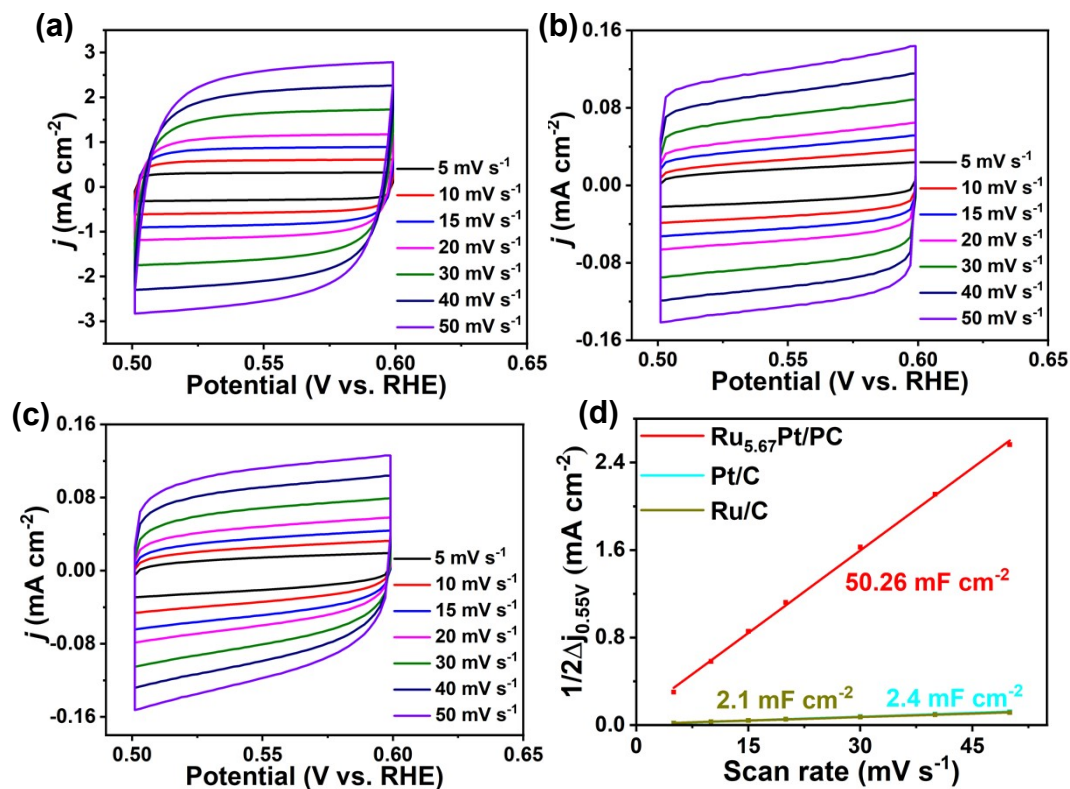 (a)
3
2
1
0
-1
-2
-3
j (mA cm-2)
5 mV s-1
10 mV s-1
15 mV s-1
20 mV s-1
30 mV s-1
40 mV s-1
50 mV s-1
0.50 0.55 0.60 0.65
Potential (V vs. RHE)
(b)
0.16
0.08
0.00
-0.08
-0.16
j (mA cm-2)
5 mV s-1
10 mV s-1
15 mV s-1
20 mV s-1
30 mV s-1
40 mV s-1
50 mV s-1
0.50 0.55 0.60 0.65
Potential (V vs. RHE)
(c)
0.16
0.08
0.00
-0.08
-0.16
j (mA cm-2)
5 mV s-1
10 mV s-1
15 mV s-1
20 mV s-1
30 mV s-1
40 mV s-1
50 mV s-1
0.50 0.55 0.60 0.65
Potential (V vs. RHE)
(d)
2.4
1.6
0.8
0.0
1/2Δj0.55V (mA cm-2)
Ru5.67Pt/PC
Pt/C
Ru/C
50.26 mF cm-2
2.1 mF cm-2
2.4 mF cm-2
0 15 30 45
Scan rate (mV s-1)